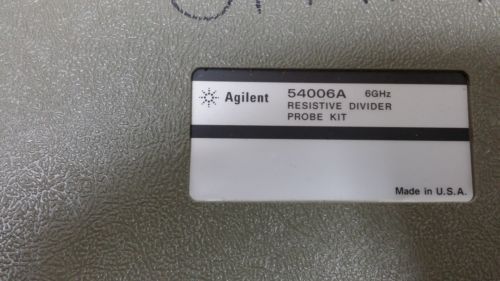 Agilent 54006A 6GHz
RESISTIVE DIVIDER
PROBE KIT
Made in U.S.A.